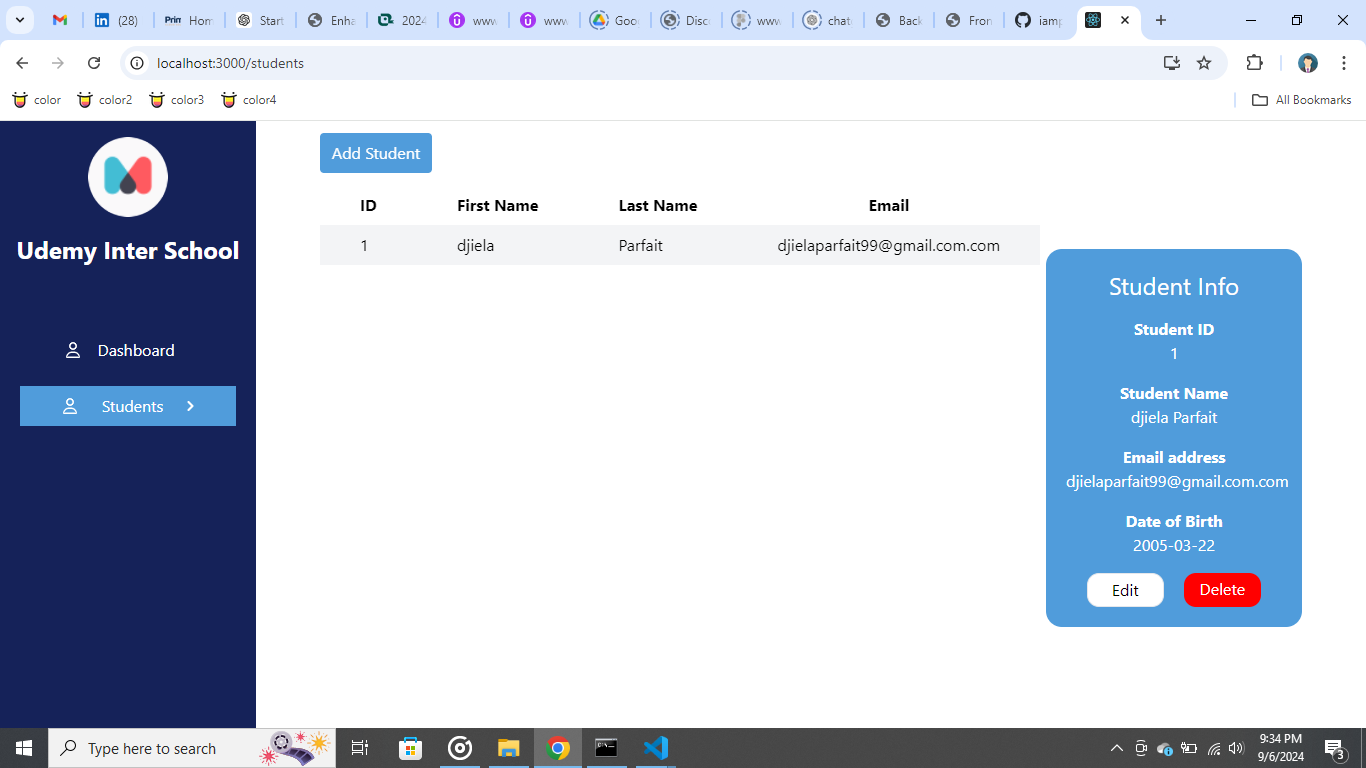 (28)
Hom
Start
Enha
2024
www
www
Goo
Disco
www
chat
Back
Fron
iamp
localhost:3000/students
color
color2
color3
color4
All Bookmarks
Udemy Inter School
Dashboard
Students
Add Student
ID First Name Last Name Email
1 djiela Parfait djielaparfait99@gmail.com.com
Student Info
Student ID
1
Student Name
djiela Parfait
Email address
djielaparfait99@gmail.com.com
Date of Birth
2005-03-22
Edit
Delete
Type here to search
9:34 PM
9/6/2024
3